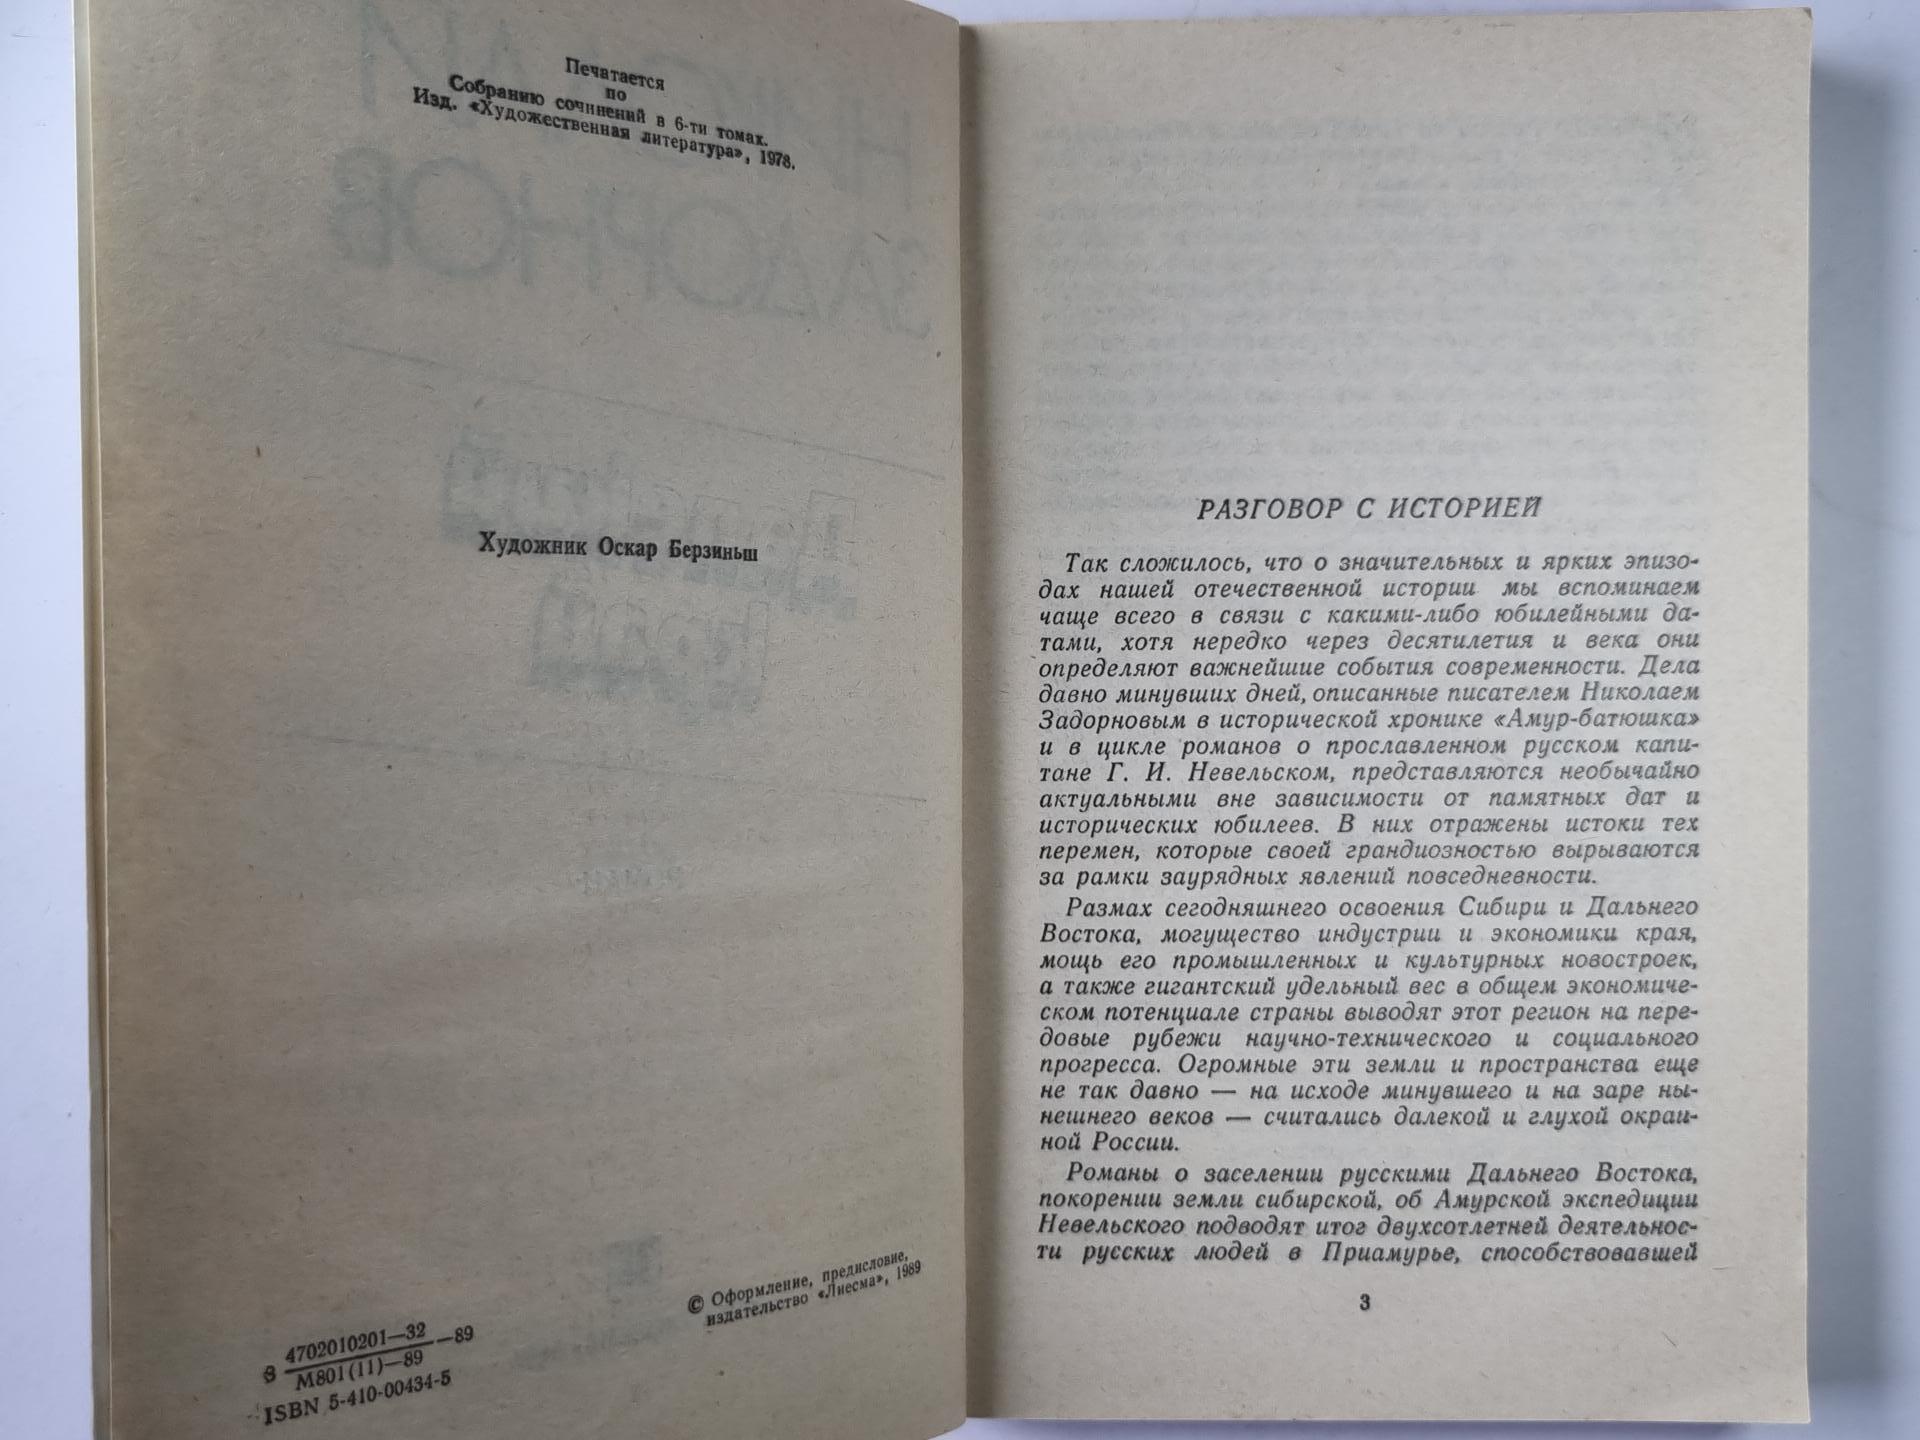 Печатается
по
Собранию сочинений в 6-ти томах.
Изд. «Художественная литература», 1978.
Художник Оскар Берзиньш
© Оформление, предисловие,
издательство «Лиесма», 1989
З 4702010201—32 —89
М801(11)—89
ISBN 5-410-00434-5
РАЗГОВОР С ИСТОРИЕЙ
Так сложилось, что о значительных и ярких эпизо-
дах нашей отечественной истории мы вспоминаем
чаще всего в связи с какими-либо юбилейными да-
тами, хотя нередко через десятилетия и века они
определяют важнейшие события современности. Дела
давно минувших дней, описанные писателем Николаем
Задорновым в исторической хронике «Амур-батюшка»
и в цикле романов о прославленном русском капи-
тане Г. И. Невельском, представляются необычайно
актуальными вне зависимости от памятных дат и
исторических юбилеев. В них отражены истоки тех
перемен, которые своей грандиозностью вырываются
за рамки заурядных явлений повседневности.
Размах сегодняшнего освоения Сибири и Дальнего
Востока, могущество индустрии и экономики края,
мощь его промышленных и культурных новостроек,
а также гигантский удельный вес в общем экономиче-
ском потенциале страны выводят этот регион на пере-
довые рубежи научно-технического и социального
прогресса. Огромные эти земли и пространства еще
не так давно — на исходе минувшего и на заре ны-
нешнего веков — считались далекой и глухой окраи-
ной России.
Романы о заселении русскими Дальнего Востока,
покорении земли сибирской, об Амурской экспедиции
Невельского подводят итог двухсотлетней деятельнос-
ти русских людей в Приамурье, способствовавшей
3